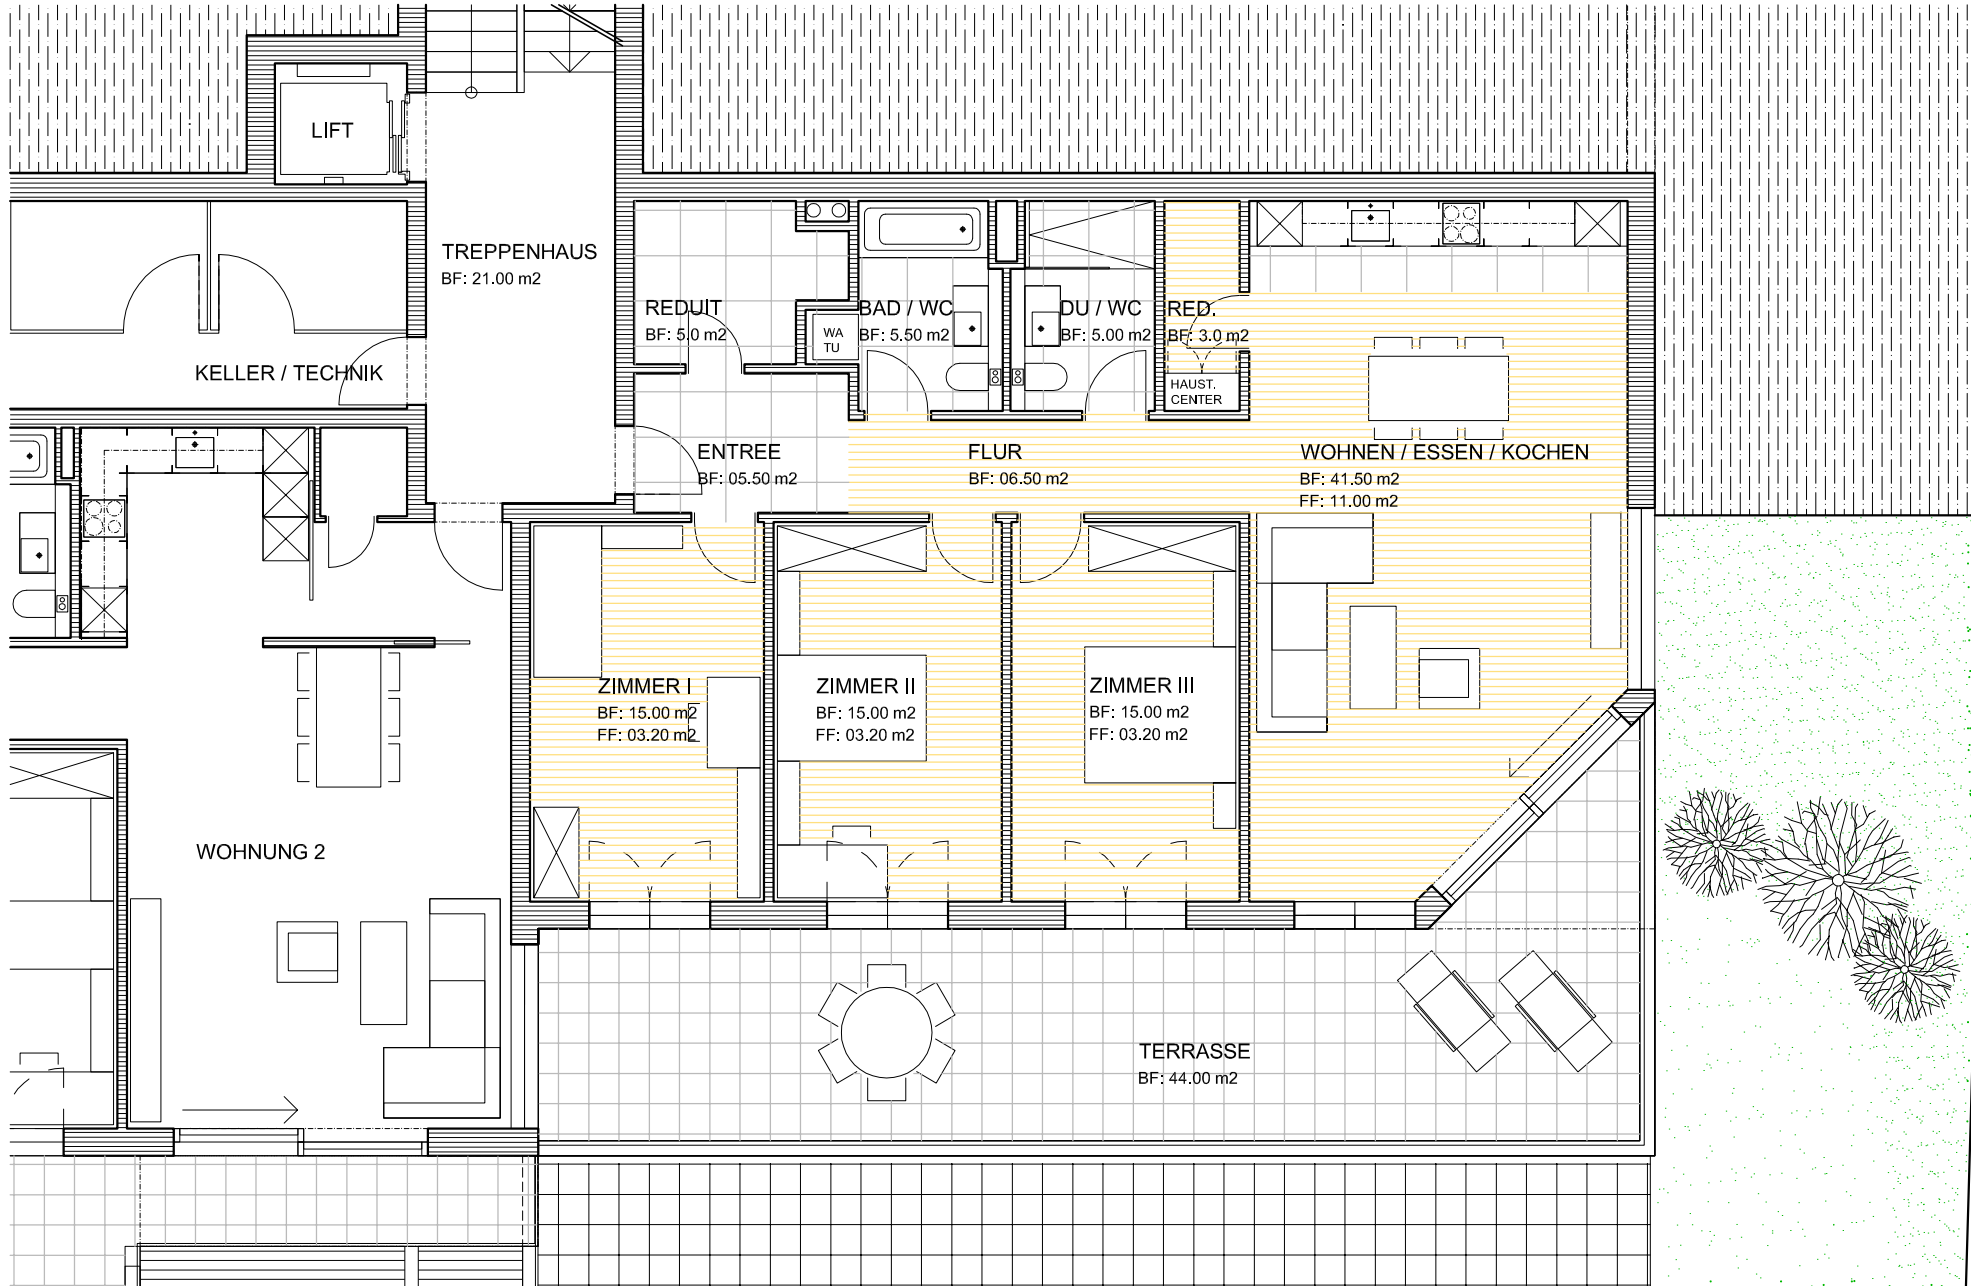 LIFT
TREPPENHAUS
BF: 21.00 m2
KELLER / TECHNIK
REDUIT
BF: 5.0 m2
WA
TU
BAD / WC
BF: 5.50 m2
DU / WC
BF: 5.00 m2
RED.
BF: 3.0 m2
HAUST.
CENTER
ENTREE
BF: 05.50 m2
FLUR
BF: 06.50 m2
WOHNEN / ESSEN / KOCHEN
BF: 41.50 m2
FF: 11.00 m2
ZIMMER I
BF: 15.00 m2
FF: 03.20 m2
ZIMMER II
BF: 15.00 m2
FF: 03.20 m2
ZIMMER III
BF: 15.00 m2
FF: 03.20 m2
WOHNUNG 2
TERRASSE
BF: 44.00 m2